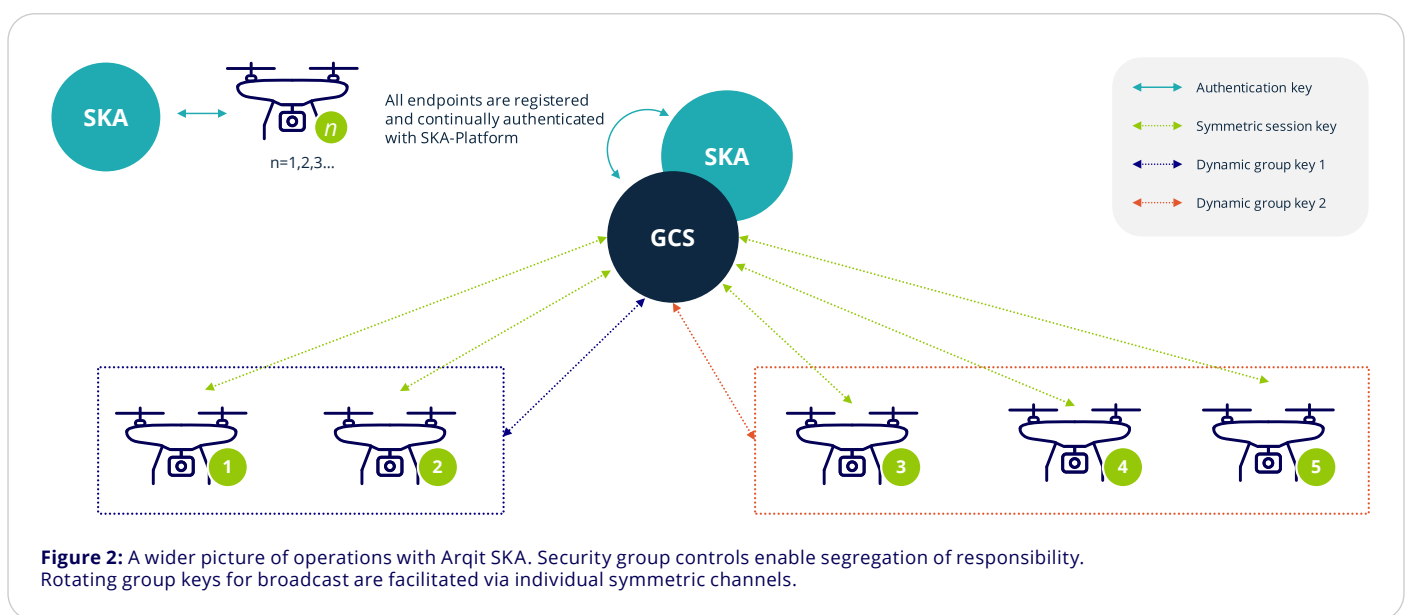 SKA
n
n=1,2,3...
All endpoints are registered
and continually authenticated
with SKA-Platform
SKA
GCS
Authentication key
Symmetric session key
Dynamic group key 1
Dynamic group key 2
1
2
3
4
5
Figure 2: A wider picture of operations with Arqit SKA. Security group controls enable segregation of responsibility.
Rotating group keys for broadcast are facilitated via individual symmetric channels.